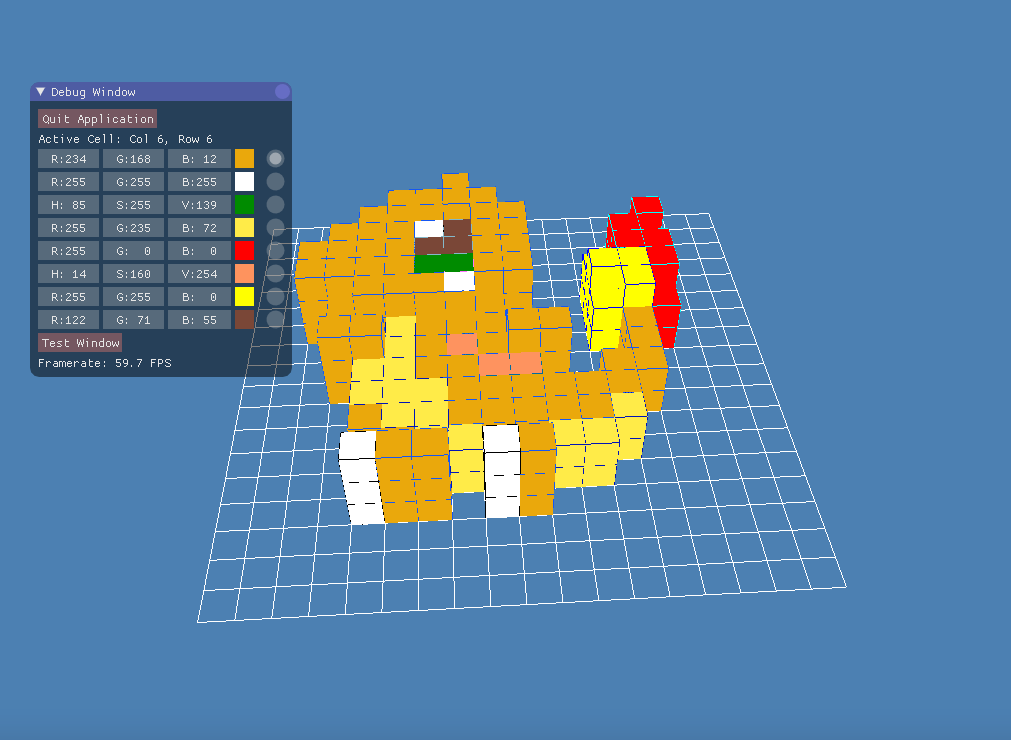 Debug Window
Quit Application
Active Cell: Col 6, Row 6
R:234 G:168 B: 12
R:255 G:255 B:255
H: 85 S:255 V:139
R:255 G:235 B: 72
R:255 G:  0 B:  0
H: 14 S:160 V:254
R:255 G:255 B:  0
R:122 G: 71 B: 55
Test Window
Framerate: 59.7 FPS